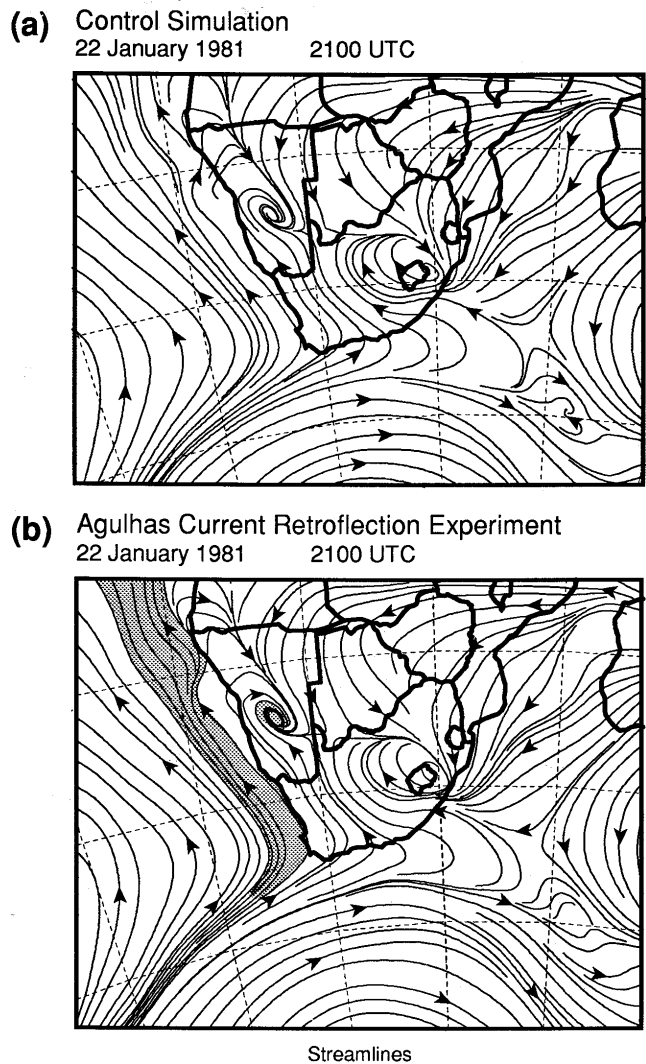 (a) Control Simulation
22 January 1981 2100 UTC
(b) Agulhas Current Retroflection Experiment
22 January 1981 2100 UTC
Streamlines